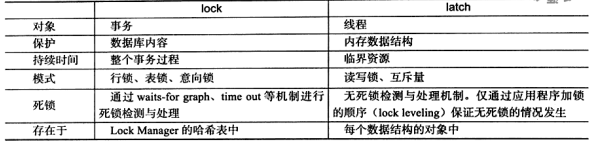 lock latch
对象 事务 线程
保护 数据库内容 内存数据结构
持续时间 整个事务过程 临界资源
模式 行锁、表锁、意向锁 读写锁、互斥量
死锁 通过 waits-for graph、time out 等机制进行 无死锁检测与处理机制。仅通过应用程序加锁
死锁检测与处理 的顺序（lock leveling）保证无死锁的情况发生
存在于 Lock Manager 的哈希表中 每个数据结构的对象中